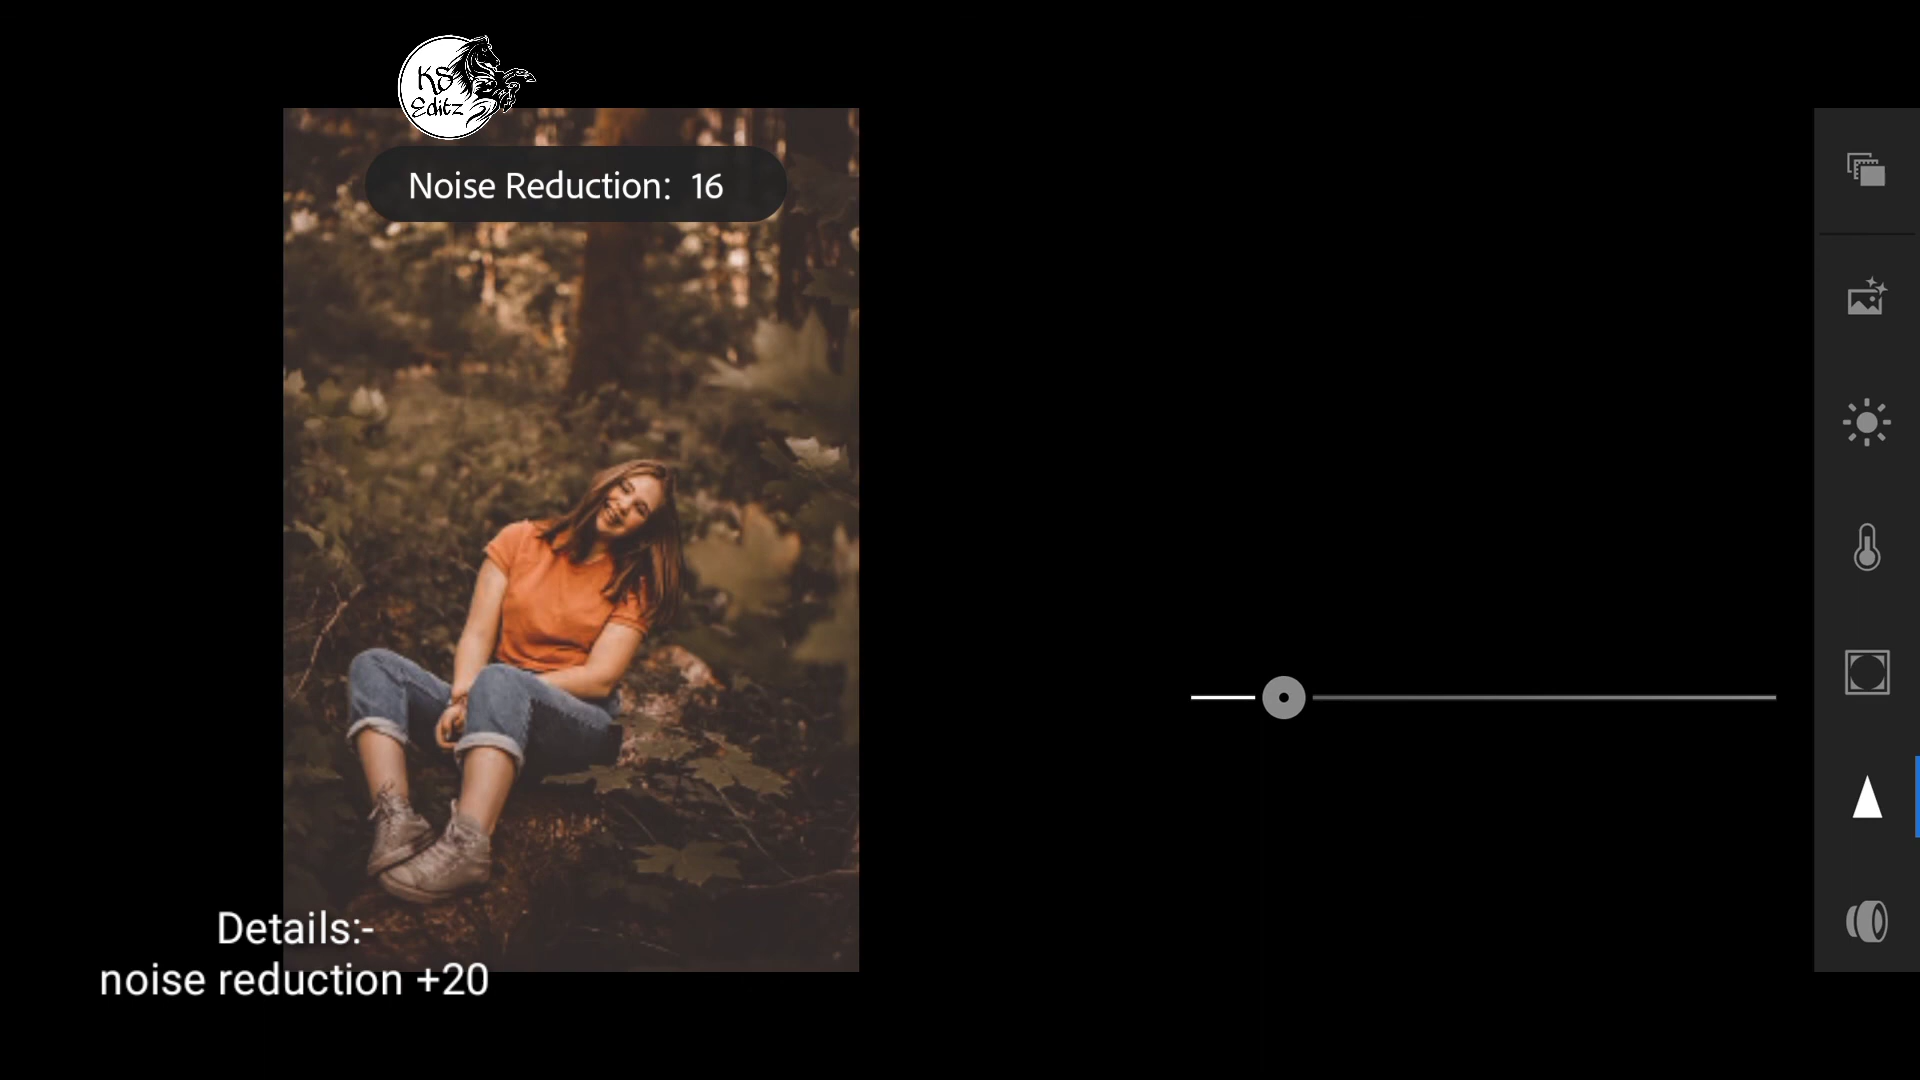 KS
Editz
Noise Reduction: 16
Details:-
noise reduction +20